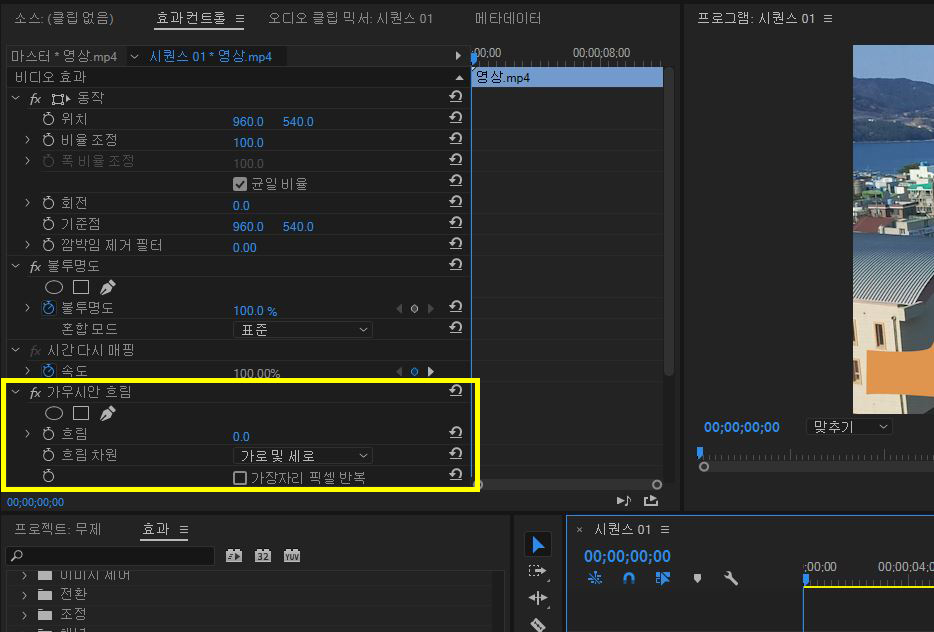 소스: (클립 없음) 효과 컨트롤 오디오 클립 믹서: 시퀀스 01 메타데이터
프로그램: 시퀀스 01
마스터 * 영상.mp4 시퀀스 01 * 영상.mp4
:00:00 00:00:08:00
비디오 효과
영상.mp4
fx 동작
위치 960.0 540.0
비율 조정 100.0
폭 비율 조정 100.0
균일 비율
회전 0.0
기준점 960.0 540.0
깜박임 제거 필터 0.00
fx 불투명도
불투명도 100.0 %
혼합 모드 표준
fx 시간 다시 매핑
속도 100.00%
fx 가우시안 흐림
흐림 0.0
흐림 차원 가로 및 세로
가장자리 픽셀 반복
00;00;00;00 맞추기
00;00;00;00
프로젝트: 무제 효과
32 YUV
이미지 제어
전환
조정
× 시퀀스 01
00;00;00;00
;00;00 00;00;04;0